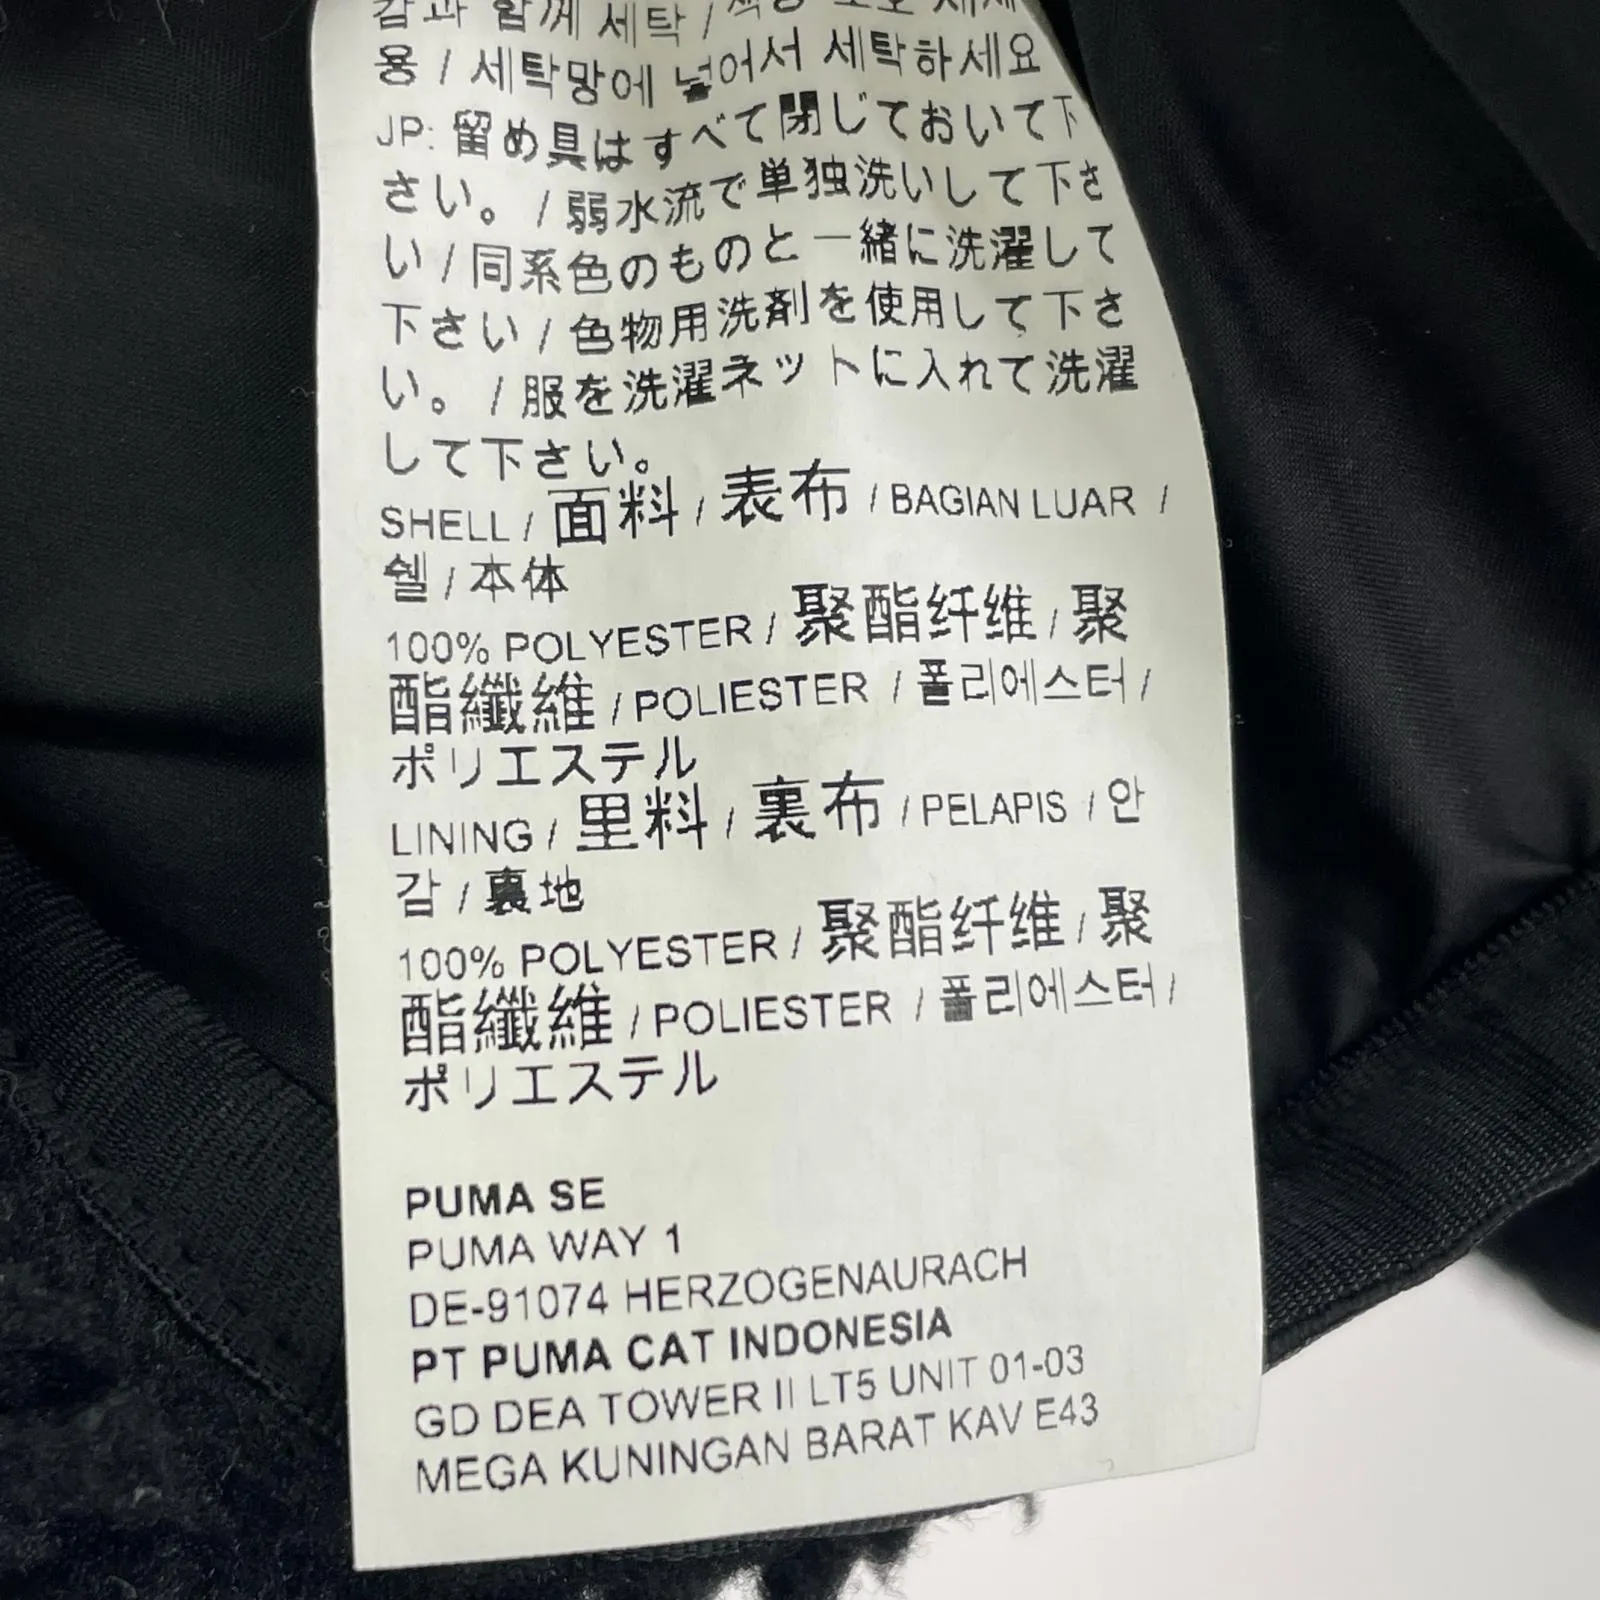 감과 함께 세탁 /
용 / 세탁망에 넣어서 세탁하세요
JP: 留め具はすべて閉じておいて下
さい。 / 弱水流で単独洗いして下さ
い / 同系色のものと一緒に洗濯して
下さい / 色物用洗剤を使用して下さ
い。 / 服を洗濯ネットに入れて洗濯
して下さい。
SHELL / 面料 / 表布 / BAGIAN LUAR /
쉘 / 本体
100% POLYESTER / 聚酯纤维 / 聚
酯纖維 / POLIESTER / 폴리에스터 /
ポリエステル
LINING / 里料 / 裏布 / PELAPIS / 안
감 / 裏地
100% POLYESTER / 聚酯纤维 / 聚
酯纖維 / POLIESTER / 폴리에스터 /
ポリエステル
PUMA SE
PUMA WAY 1
DE-91074 HERZOGENAURACH
PT PUMA CAT INDONESIA
GD DEA TOWER II LT5 UNIT 01-03
MEGA KUNINGAN BARAT KAV E43